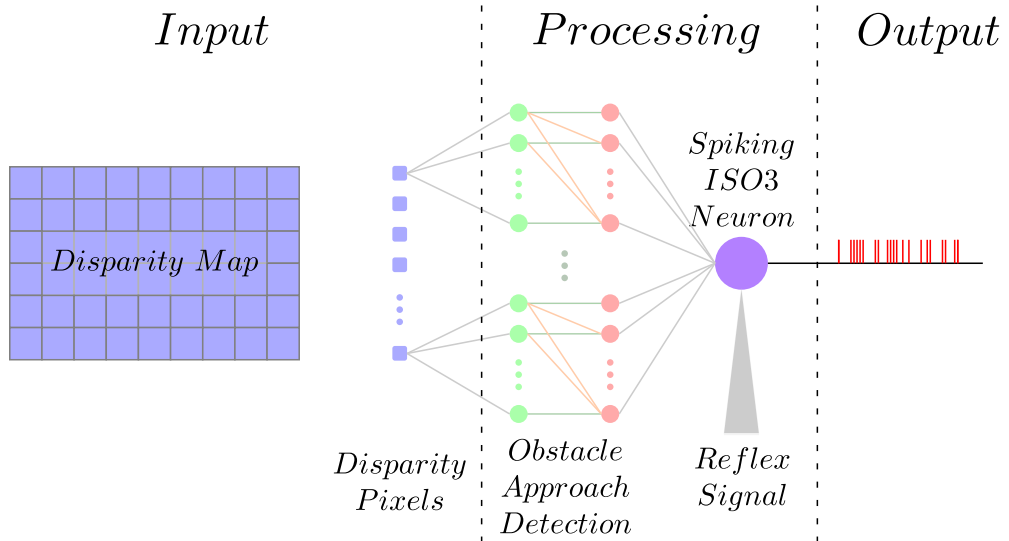 Input
Processing
Output
Disparity Map
Spiking
ISO3
Neuron
Disparity
Pixels
Obstacle
Approach
Detection
Reflex
Signal